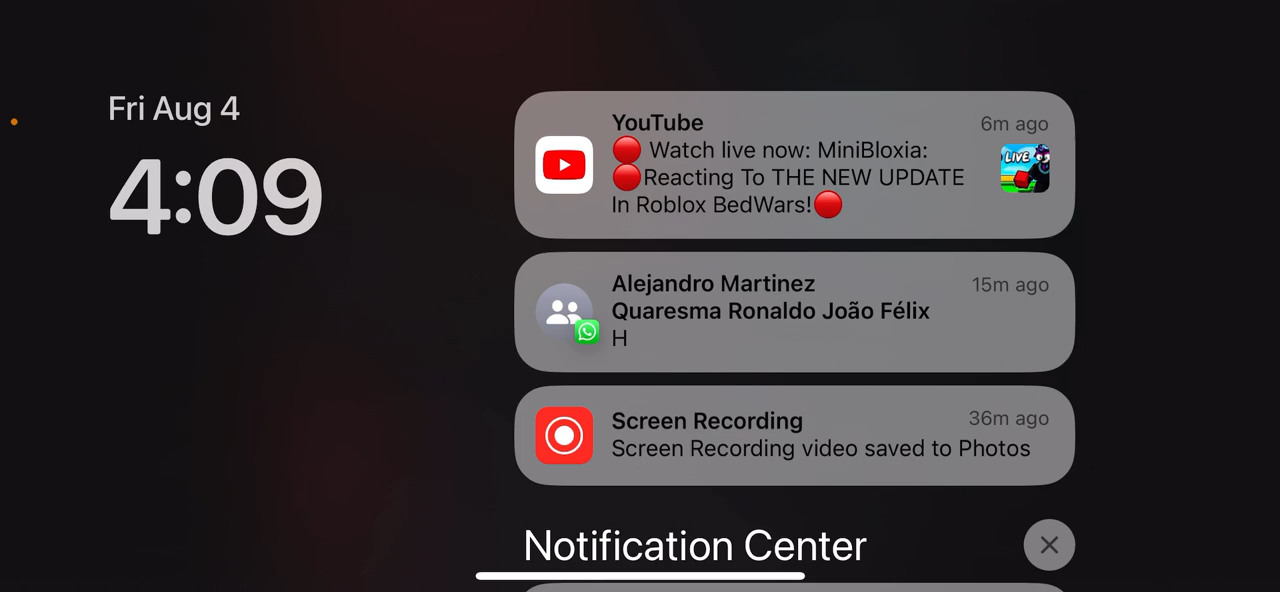 Fri Aug 4
4:09
YouTube
6m ago
🔴 Watch live now: MiniBloxia:
🔴Reacting To THE NEW UPDATE
In Roblox BedWars!🔴
LIVE
Alejandro Martinez
15m ago
Quaresma Ronaldo João Félix
H
Screen Recording
36m ago
Screen Recording video saved to Photos
Notification Center